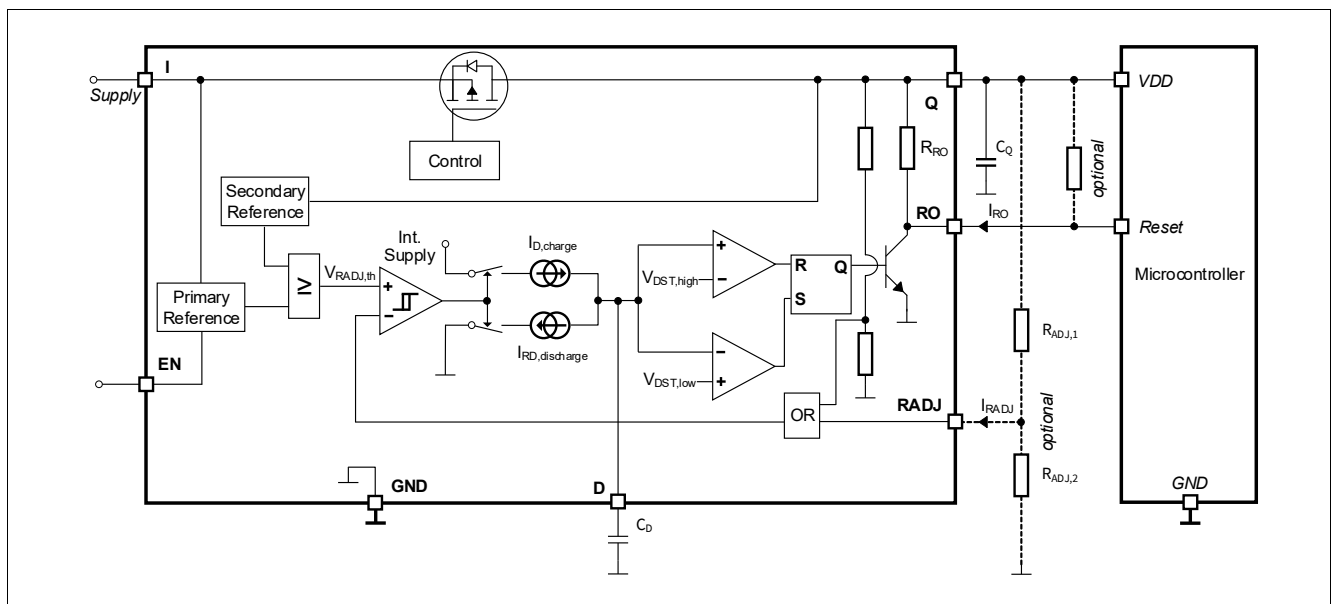 I
Supply
Q
VDD
Control
R_RO
C_Q
optional
Secondary
Reference
RO
I_RO
Reset
Int.
Supply
I_D,charge
Microcontroller
V_RADJ,th
+
−
≥
Primary
Reference
+
V_DST,high
−
R
Q
S
I_RD,discharge
−
V_DST,low
+
R_ADJ,1
EN
OR
RADJ
I_RADJ
optional
R_ADJ,2
GND
D
GND
C_D